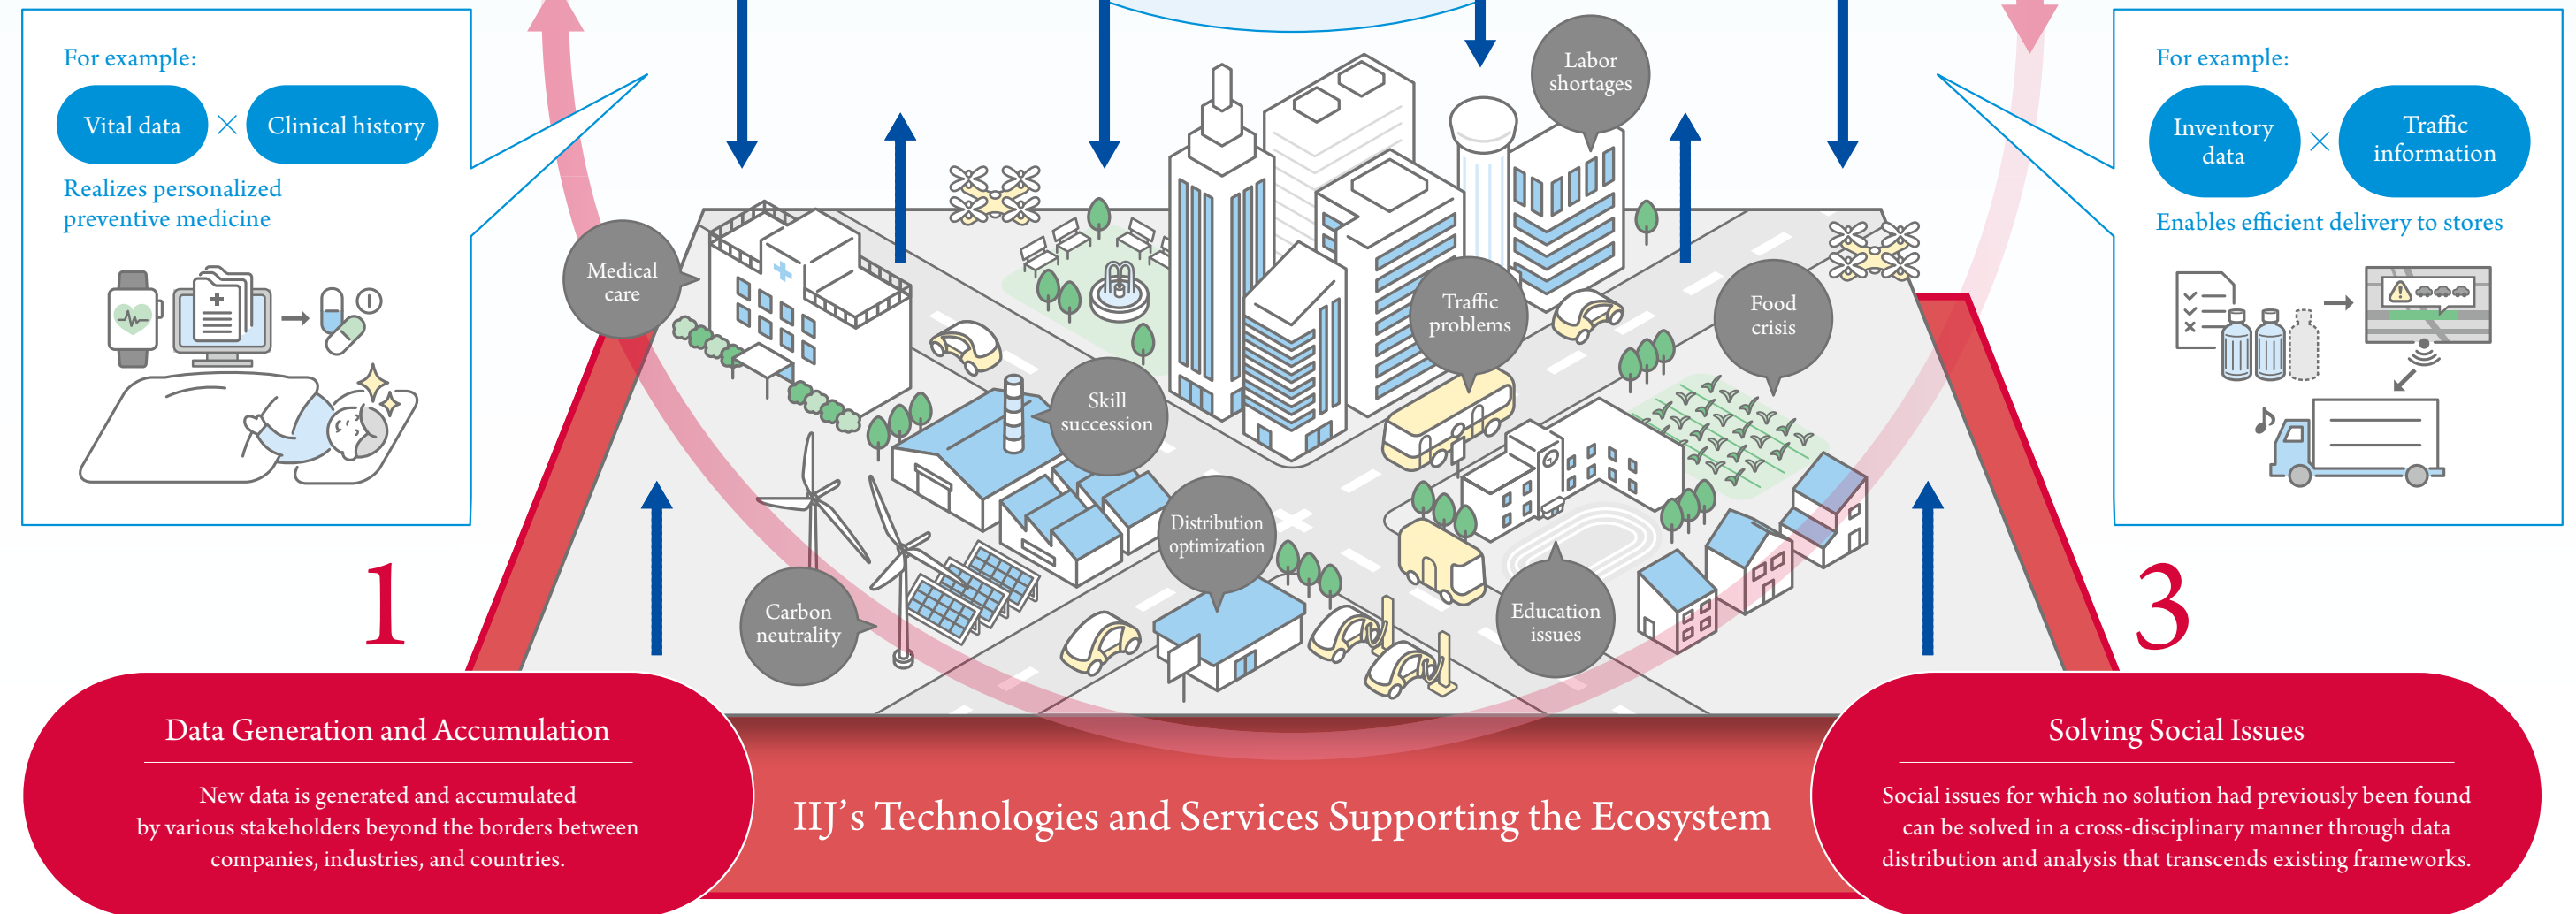 For example:
Vital data × Clinical history
Realizes personalized
preventive medicine
Labor
shortages
For example:
Inventory
data
×
Traffic
information
Enables efficient delivery to stores
Medical
care
Traffic
problems
Food
crisis
Skill
succession
Distribution
optimization
Carbon
neutrality
Education
issues
1
Data Generation and Accumulation
New data is generated and accumulated
by various stakeholders beyond the borders between
companies, industries, and countries.
IIJ's Technologies and Services Supporting the Ecosystem
3
Solving Social Issues
Social issues for which no solution had previously been found
can be solved in a cross-disciplinary manner through data
distribution and analysis that transcends existing frameworks.